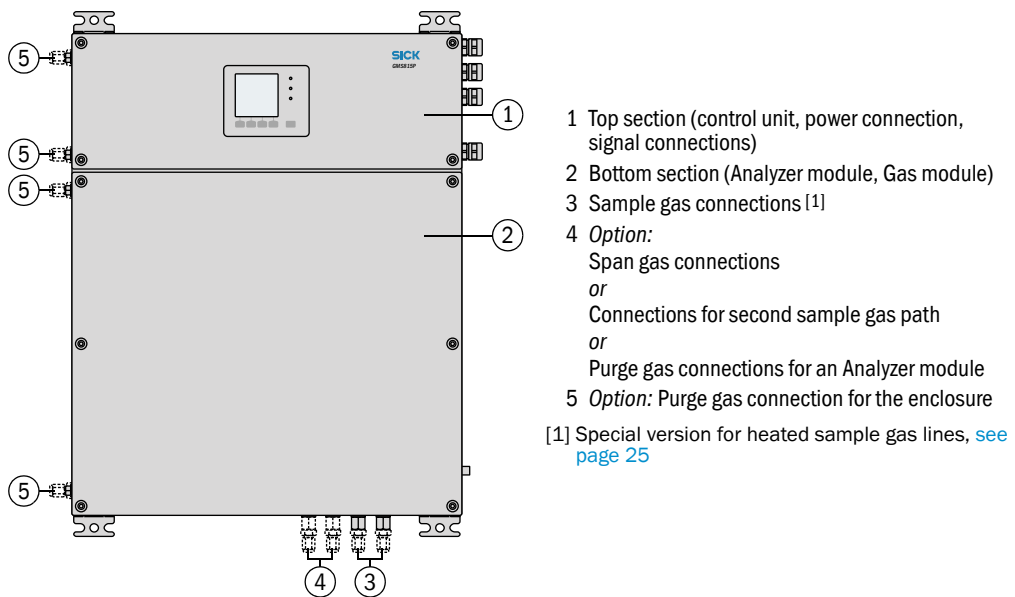 SICK
GMS815P
5
5
5
5
1
2
4
3
1 Top section (control unit, power connection,
signal connections)
2 Bottom section (Analyzer module, Gas module)
3 Sample gas connections [1]
4 Option:
Span gas connections
or
Connections for second sample gas path
or
Purge gas connections for an Analyzer module
5 Option: Purge gas connection for the enclosure
[1] Special version for heated sample gas lines, see
page 25